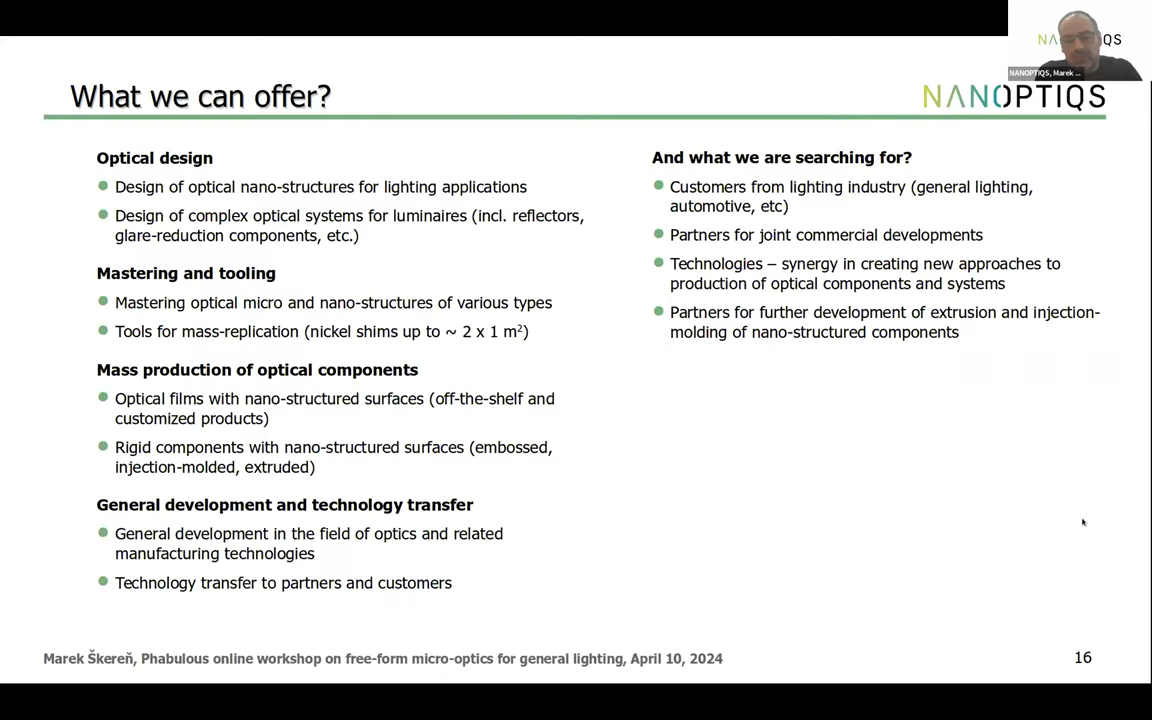 NANOPTIQS, Marek ...
What we can offer?
NANOPTIQS
Optical design
Design of optical nano-structures for lighting applications
Design of complex optical systems for luminaires (incl. reflectors,
glare-reduction components, etc.)
Mastering and tooling
Mastering optical micro and nano-structures of various types
Tools for mass-replication (nickel shims up to ~ 2 x 1 m²)
Mass production of optical components
Optical films with nano-structured surfaces (off-the-shelf and
customized products)
Rigid components with nano-structured surfaces (embossed,
injection-molded, extruded)
General development and technology transfer
General development in the field of optics and related
manufacturing technologies
Technology transfer to partners and customers
And what we are searching for?
Customers from lighting industry (general lighting,
automotive, etc)
Partners for joint commercial developments
Technologies – synergy in creating new approaches to
production of optical components and systems
Partners for further development of extrusion and injection-
molding of nano-structured components
Marek Škereň, Phabulous online workshop on free-form micro-optics for general lighting, April 10, 2024
16